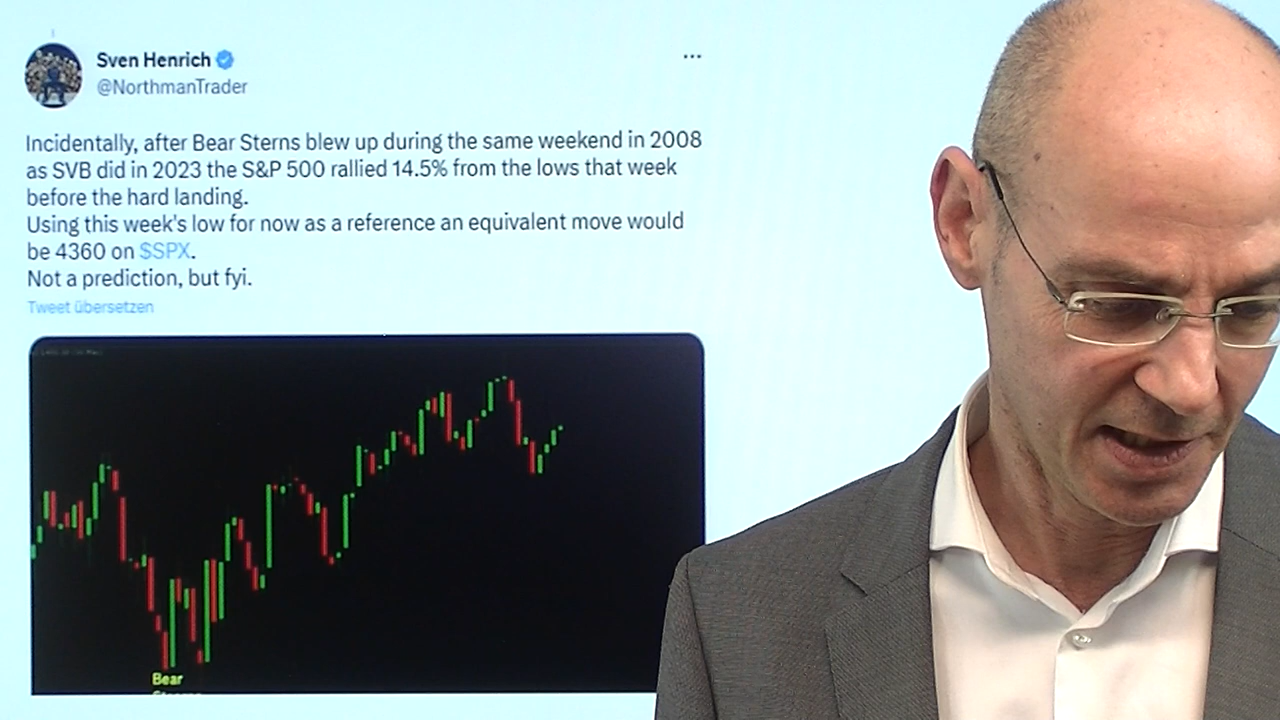 Sven Henrich
...
@NorthmanTrader
Incidentally, after Bear Sterns blew up during the same weekend in 2008
as SVB did in 2023 the S&P 500 rallied 14.5% from the lows that week
before the hard landing.
Using this week's low for now as a reference an equivalent move would
be 4360 on $SPX.
Not a prediction, but fyi.
Tweet übersetzen
Bear